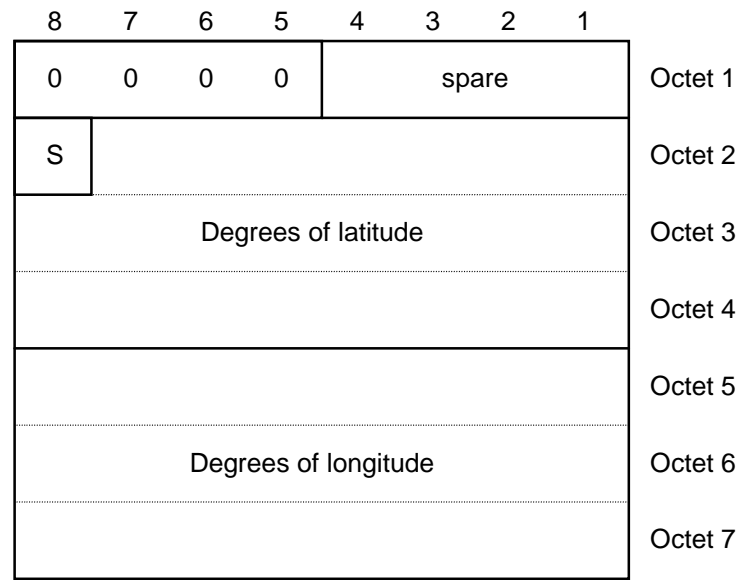 8 7 6 5 4 3 2 1
0 0 0 0 spare Octet 1
S Octet 2
Degrees of latitude Octet 3
Octet 4
Octet 5
Degrees of longitude Octet 6
Octet 7